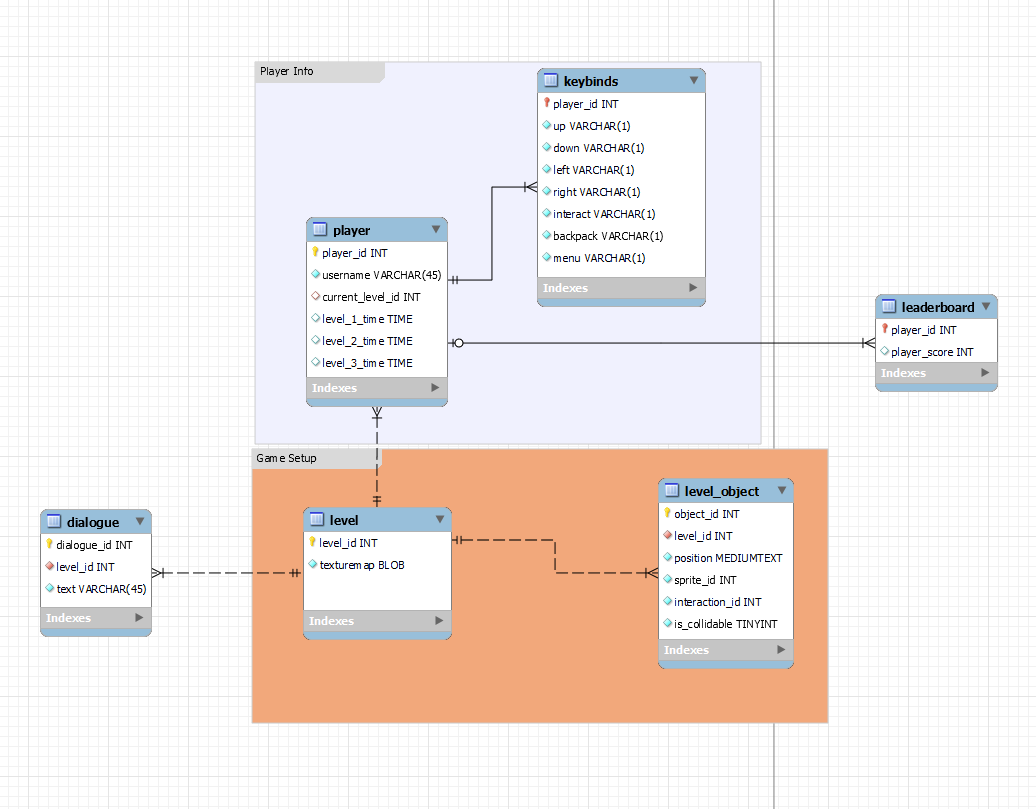 Player Info
keybinds
player_id INT
up VARCHAR(1)
down VARCHAR(1)
left VARCHAR(1)
right VARCHAR(1)
interact VARCHAR(1)
backpack VARCHAR(1)
menu VARCHAR(1)
Indexes
player
player_id INT
username VARCHAR(45)
current_level_id INT
level_1_time TIME
level_2_time TIME
level_3_time TIME
Indexes
leaderboard
player_id INT
player_score INT
Indexes
Game Setup
dialogue
dialogue_id INT
level_id INT
text VARCHAR(45)
Indexes
level
level_id INT
texturemap BLOB
Indexes
level_object
object_id INT
level_id INT
position MEDIUMTEXT
sprite_id INT
interaction_id INT
is_collidable TINYINT
Indexes